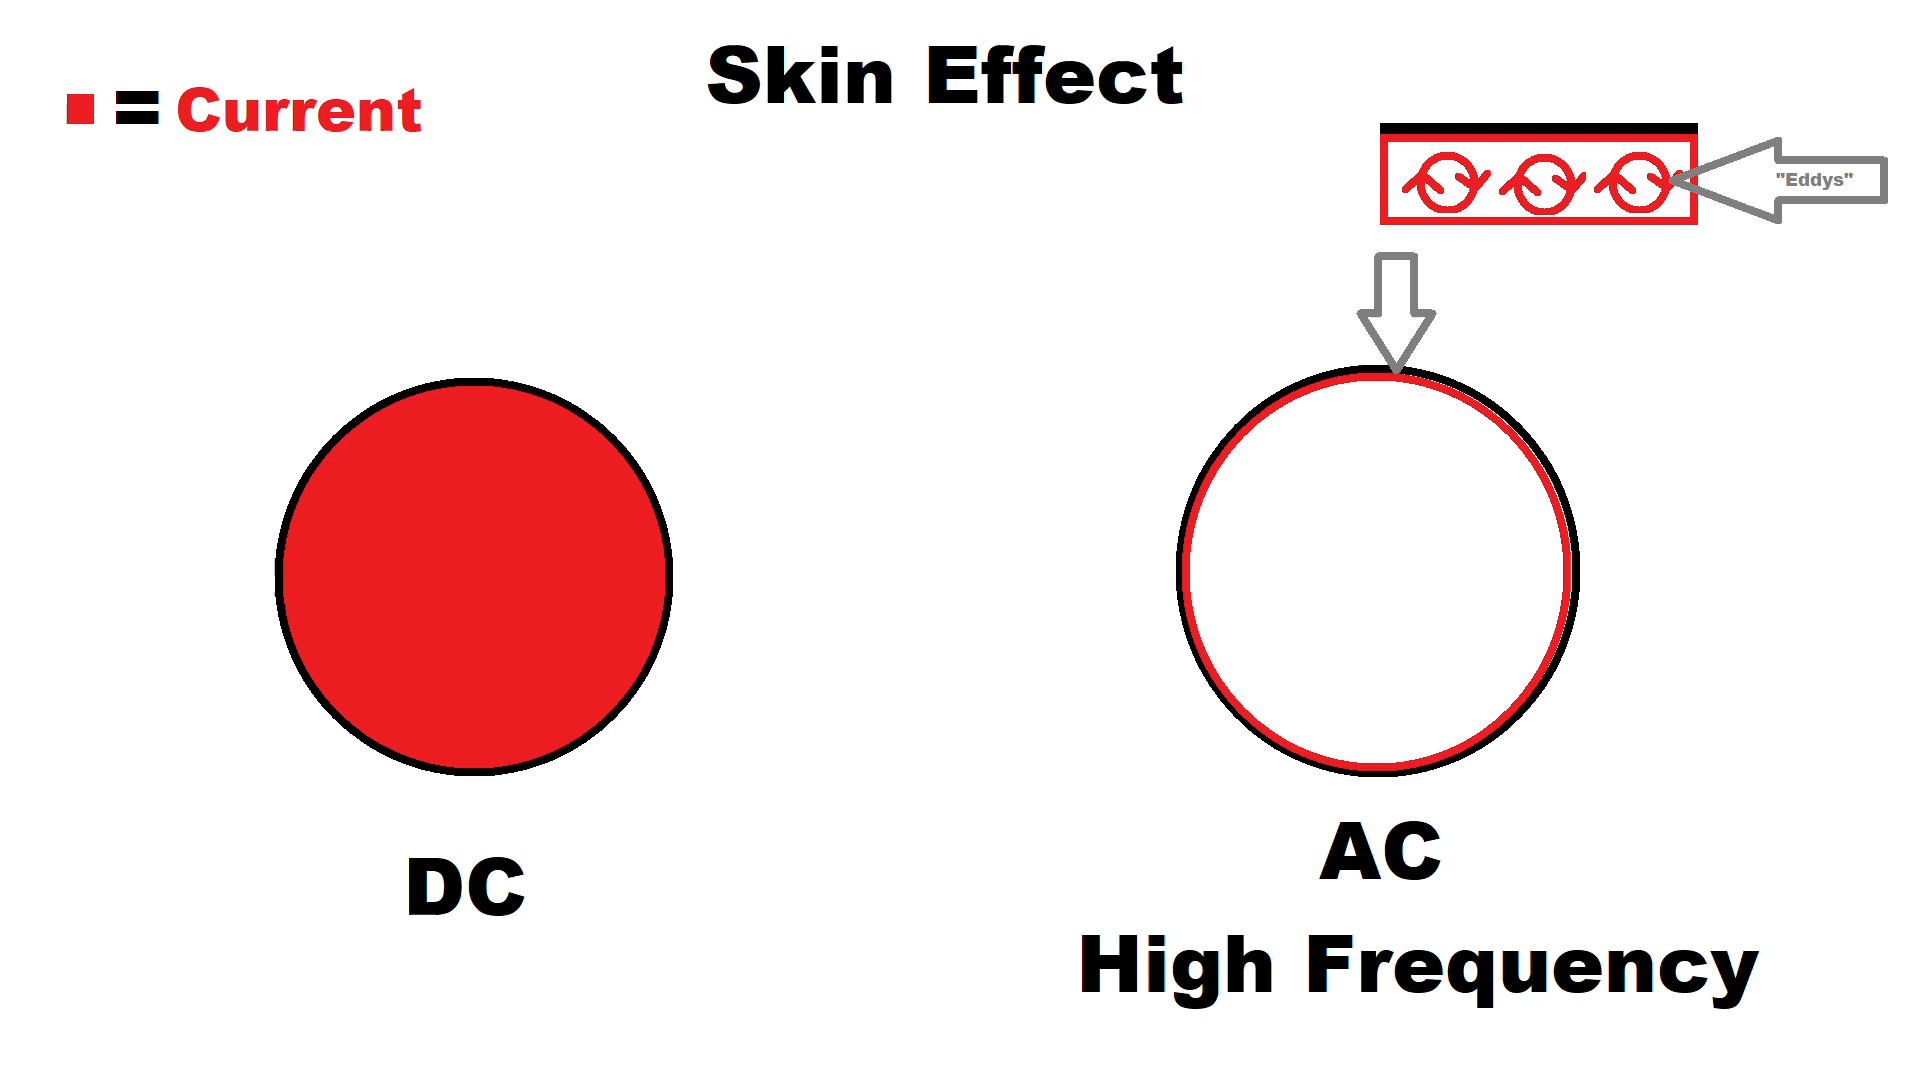 Skin Effect
= Current
"Eddys"
DC
AC
High Frequency